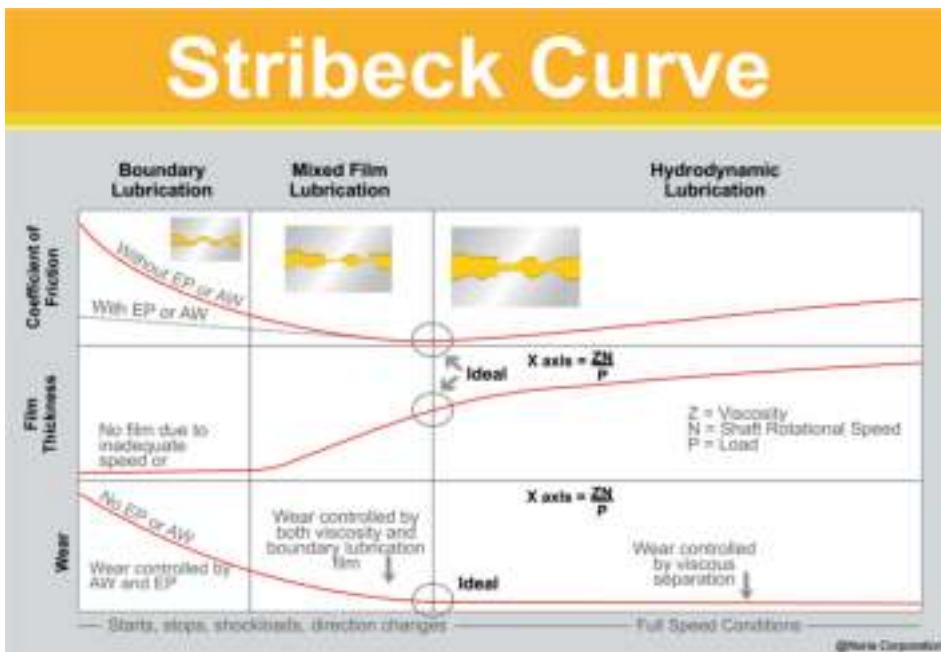 Stribeck Curve
Boundary
Lubrication
Mixed Film
Lubrication
Hydrodynamic
Lubrication
Coefficient of
Friction
Without EP or AW
With EP or AW
Film
Thickness
No film due to
inadequate
speed or
Ideal
X axis = ZN
P
Z = Viscosity
N = Shaft Rotational Speed
P = Load
Wear
No EP or AW
Wear controlled by
AW and EP
Wear controlled by
both viscosity and
boundary lubrication
film
Ideal
X axis = ZN
P
Wear controlled
by viscous
separation
Starts, stops, shockloads, direction changes
Full Speed Conditions
@Noria Corporation